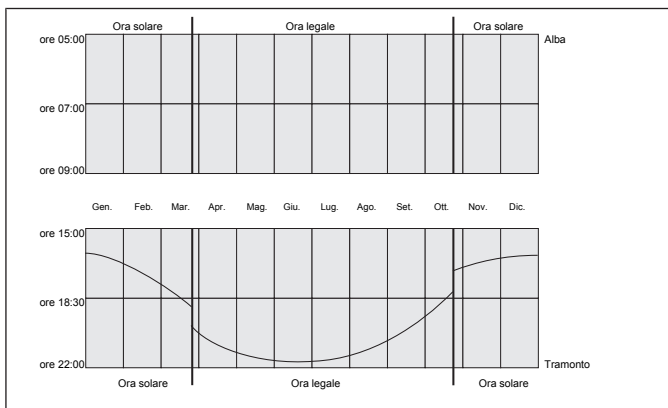 Ora solare Ora legale Ora solare
ore 05:00 Alba
ore 07:00
ore 09:00
Gen. Feb. Mar. Apr. Mag. Giu. Lug. Ago. Set. Ott. Nov. Dic.
ore 15:00
ore 18:30
ore 22:00 Tramonto
Ora solare Ora legale Ora solare